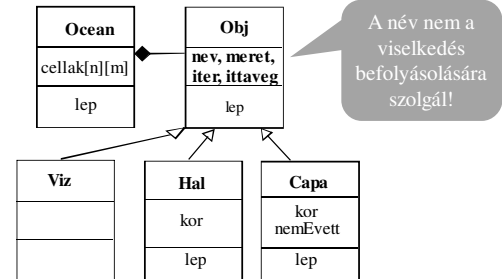 Ocean
cellak[n][m]
lep
Obj
nev, meret,
iter, ittaveg
lep
A név nem a
viselkedés
befolyásolására
szolgál!
Viz
Hal
kor
lep
Capa
kor
nemEvett
lep